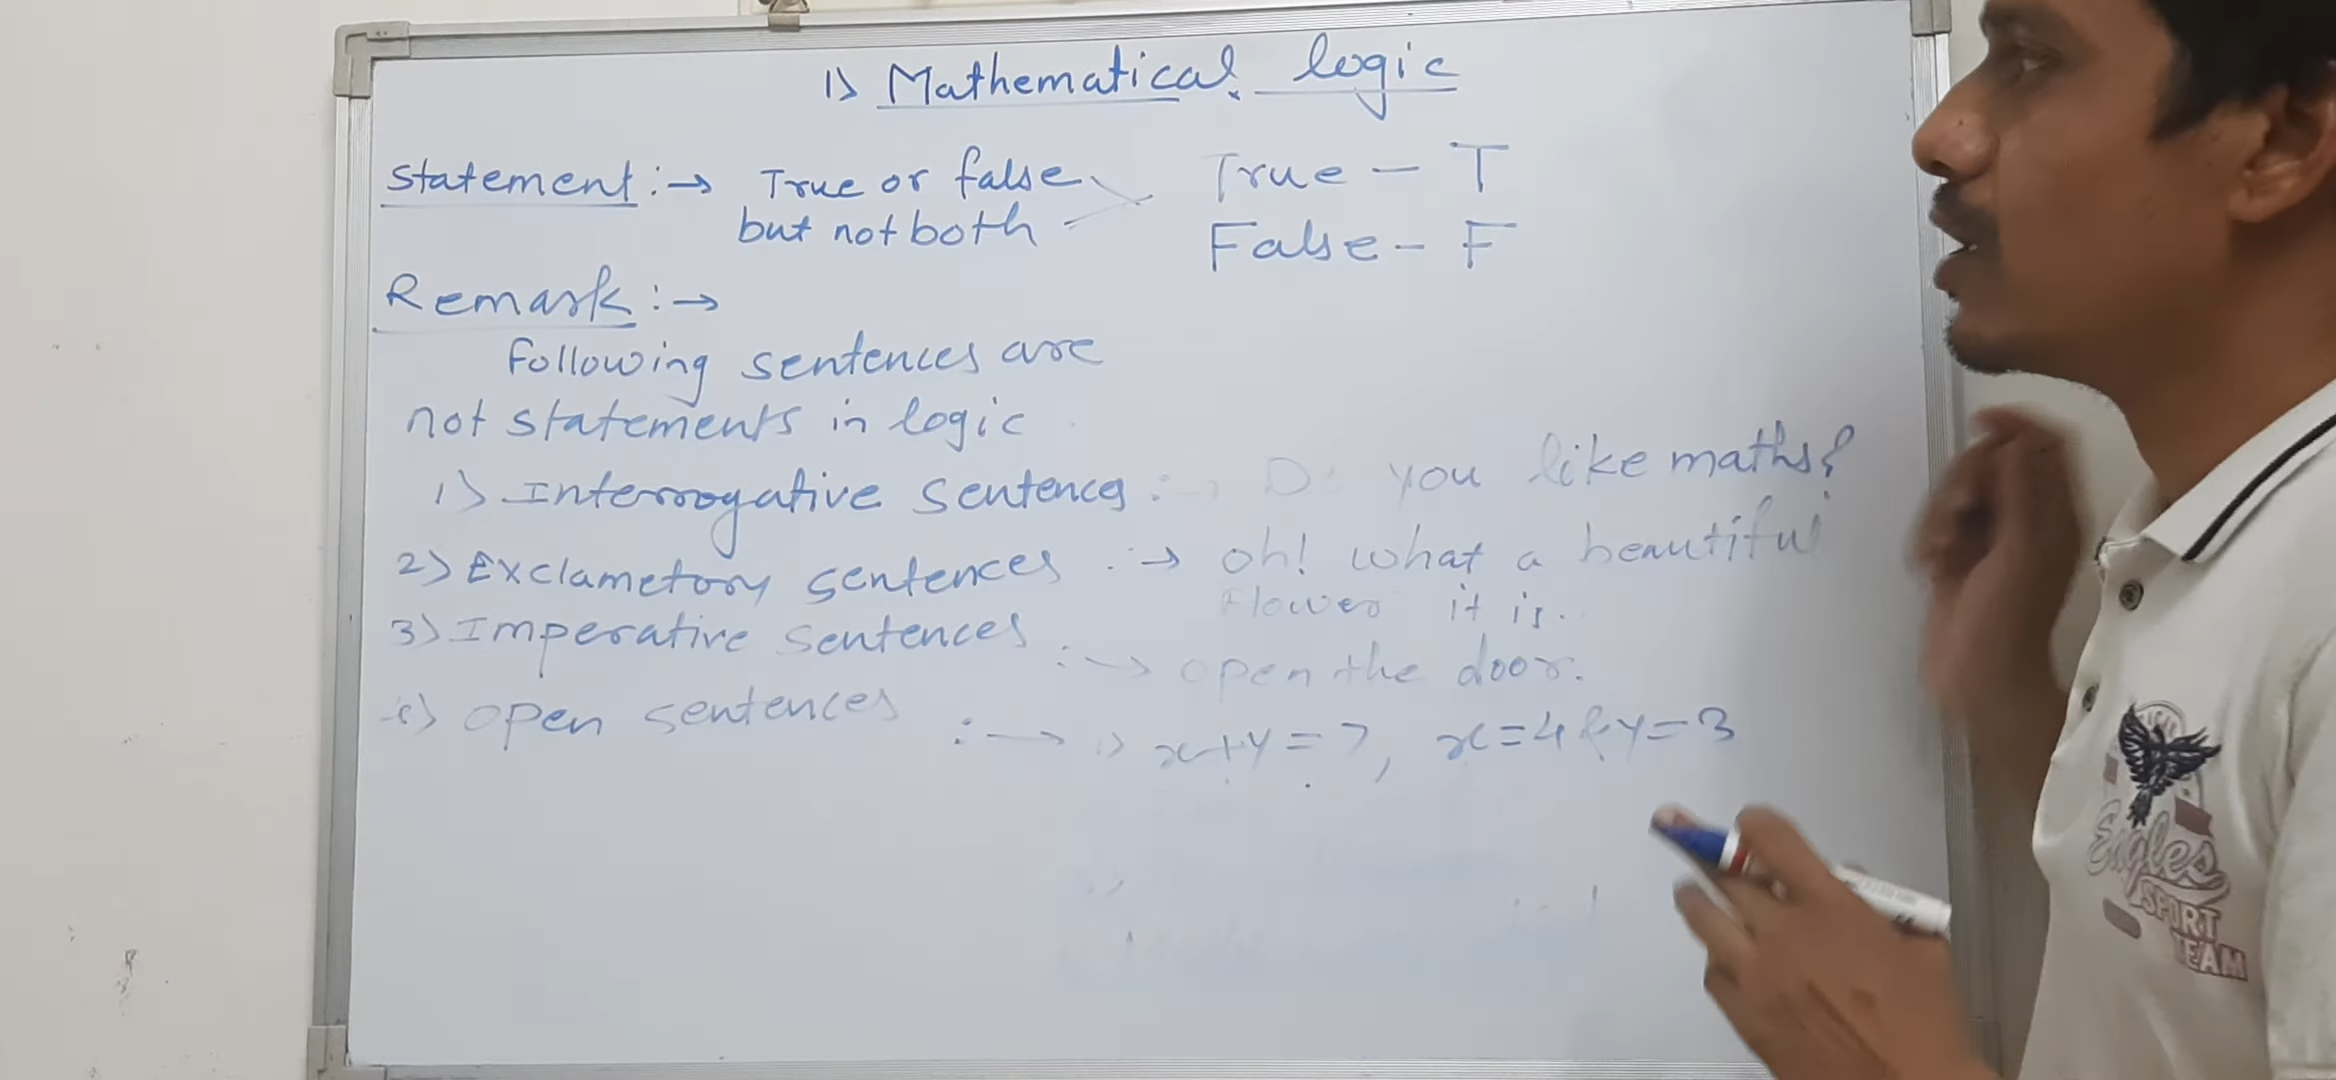 1) Mathematical logic
Statement :→ True or false
but not both
True - T
False - F
Remark :→
Following sentences are
not statements in logic
1) Interrogative sentences :→ Do you like maths?
2) Exclametory sentences :→ oh! what a beautiful
Flower it is.
3) Imperative sentences :→ open the door.
open sentences :→ 1) x+y=7, x=4 & y=3
Eagles
SPORT
TEAM